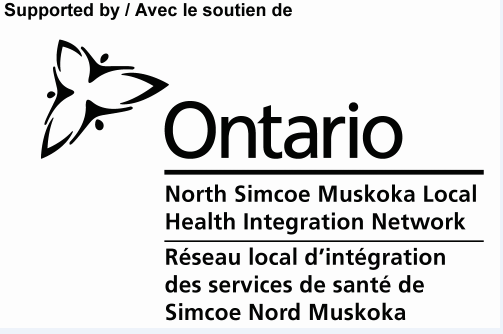 Supported by / Avec le soutien de
Ontario
North Simcoe Muskoka Local
Health Integration Network
Réseau local d'intégration
des services de santé de
Simcoe Nord Muskoka